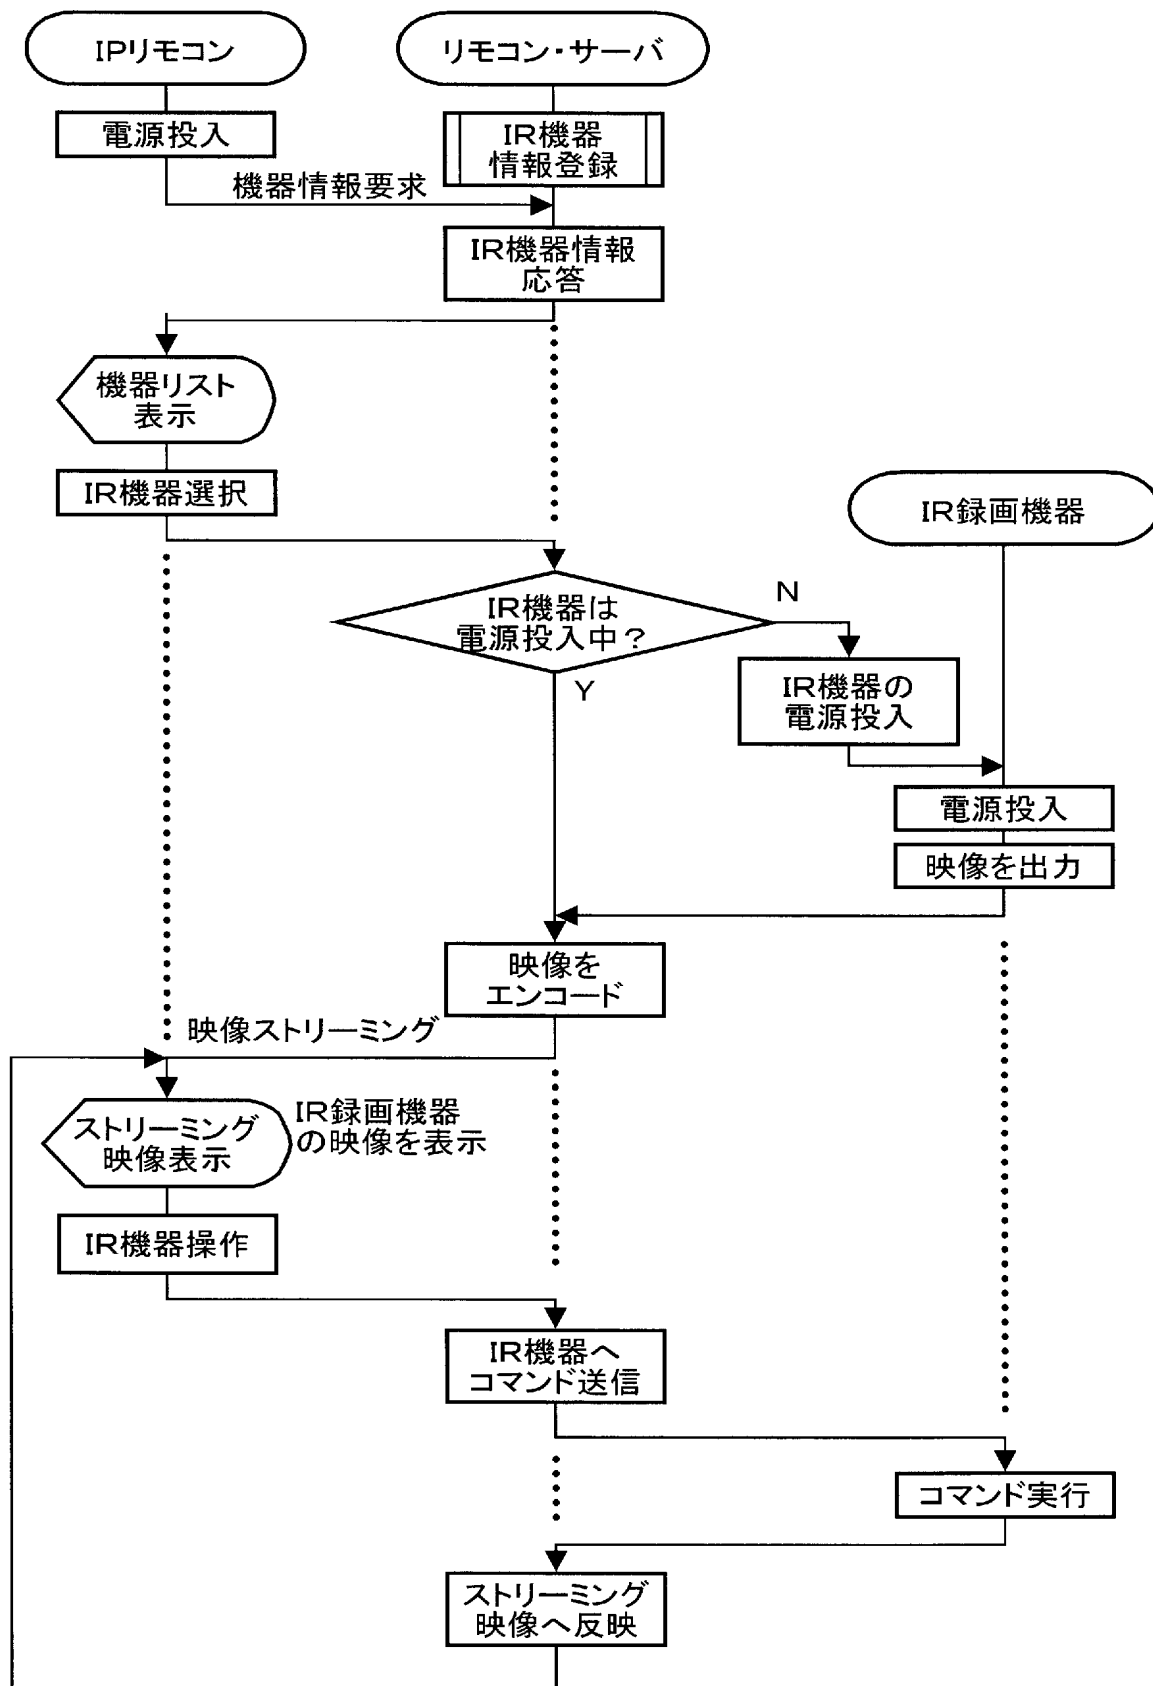 IPリモコン
リモコン・サーバ
電源投入
IR機器
情報登録
機器情報要求
IR機器情報
応答
機器リスト
表示
IR機器選択
IR録画機器
IR機器は
電源投入中？
N
Y
IR機器の
電源投入
電源投入
映像を出力
映像を
エンコード
映像ストリーミング
ストリーミング
映像表示
IR録画機器
の映像を表示
IR機器操作
IR機器へ
コマンド送信
コマンド実行
ストリーミング
映像へ反映